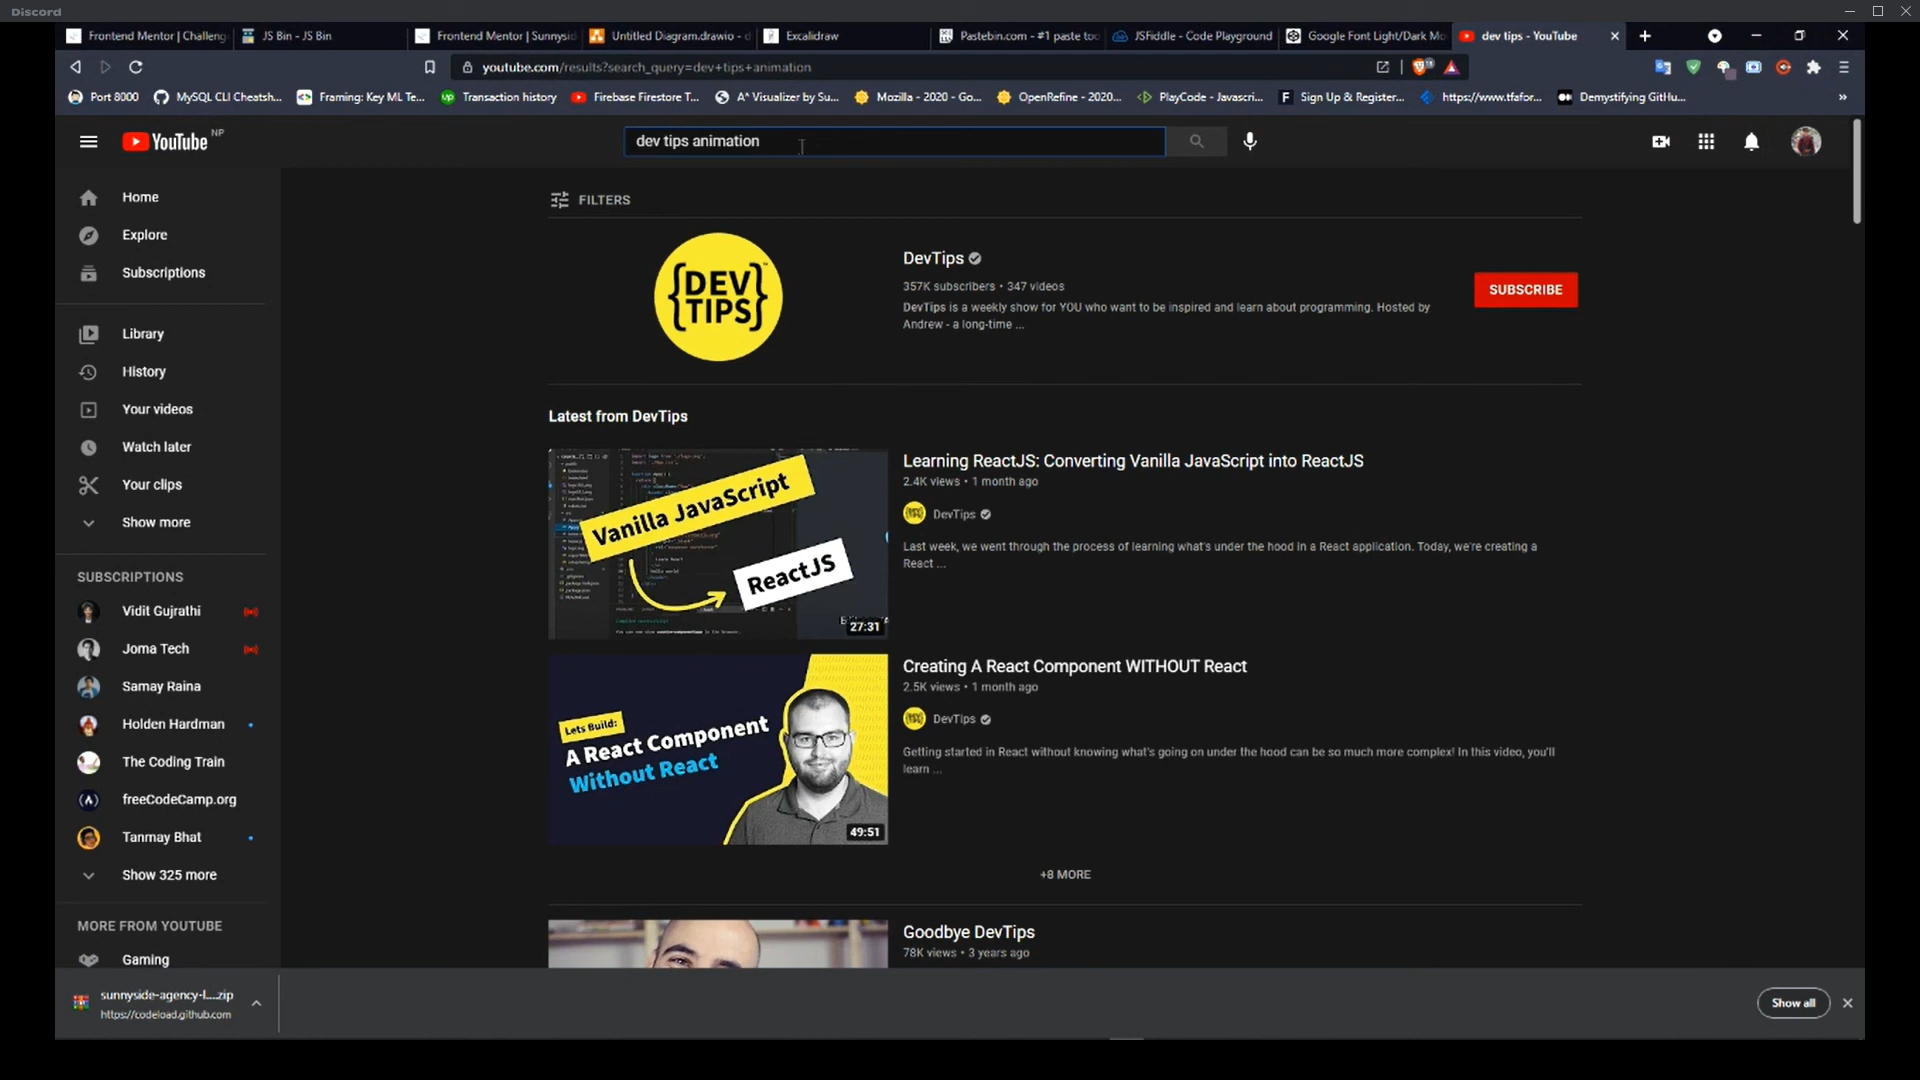 Discord
Frontend Mentor | Challeng
JS Bin - JS Bin
Frontend Mentor | Sunnysid
Untitled Diagram.drawio - d
Excalidraw
Pastebin.com - #1 paste too
JSFiddle - Code Playground
Google Font Light/Dark Mo
dev tips - YouTube
youtube.com/results?search_query=dev+tips+animation
Port 8000
MySQL CLI Cheatsh...
Framing: Key ML Te...
Transaction history
Firebase Firestore T...
A* Visualizer by Su...
Mozilla - 2020 - Go...
OpenRefine - 2020...
PlayCode - Javascri...
Sign Up & Register...
https://www.tfafor...
Demystifying GitHu...
YouTube NP
dev tips animation
Home
Explore
Subscriptions
Library
History
Your videos
Watch later
Your clips
Show more
SUBSCRIPTIONS
Vidit Gujrathi
Joma Tech
Samay Raina
Holden Hardman
The Coding Train
freeCodeCamp.org
Tanmay Bhat
Show 325 more
MORE FROM YOUTUBE
Gaming
FILTERS
{DEV
TIPS}
DevTips
357K subscribers • 347 videos
DevTips is a weekly show for YOU who want to be inspired and learn about programming. Hosted by
Andrew - a long-time ...
SUBSCRIBE
Latest from DevTips
Vanilla JavaScript
ReactJS
27:31
Learning ReactJS: Converting Vanilla JavaScript into ReactJS
2.4K views • 1 month ago
DevTips
Last week, we went through the process of learning what's under the hood in a React application. Today, we're creating a
React ...
Lets Build:
A React Component
Without React
49:51
Creating A React Component WITHOUT React
2.5K views • 1 month ago
DevTips
Getting started in React without knowing what's going on under the hood can be so much more complex! In this video, you'll
learn ...
+8 MORE
Goodbye DevTips
78K views • 3 years ago
sunnyside-agency-l....zip
https://codeload.github.com
Show all